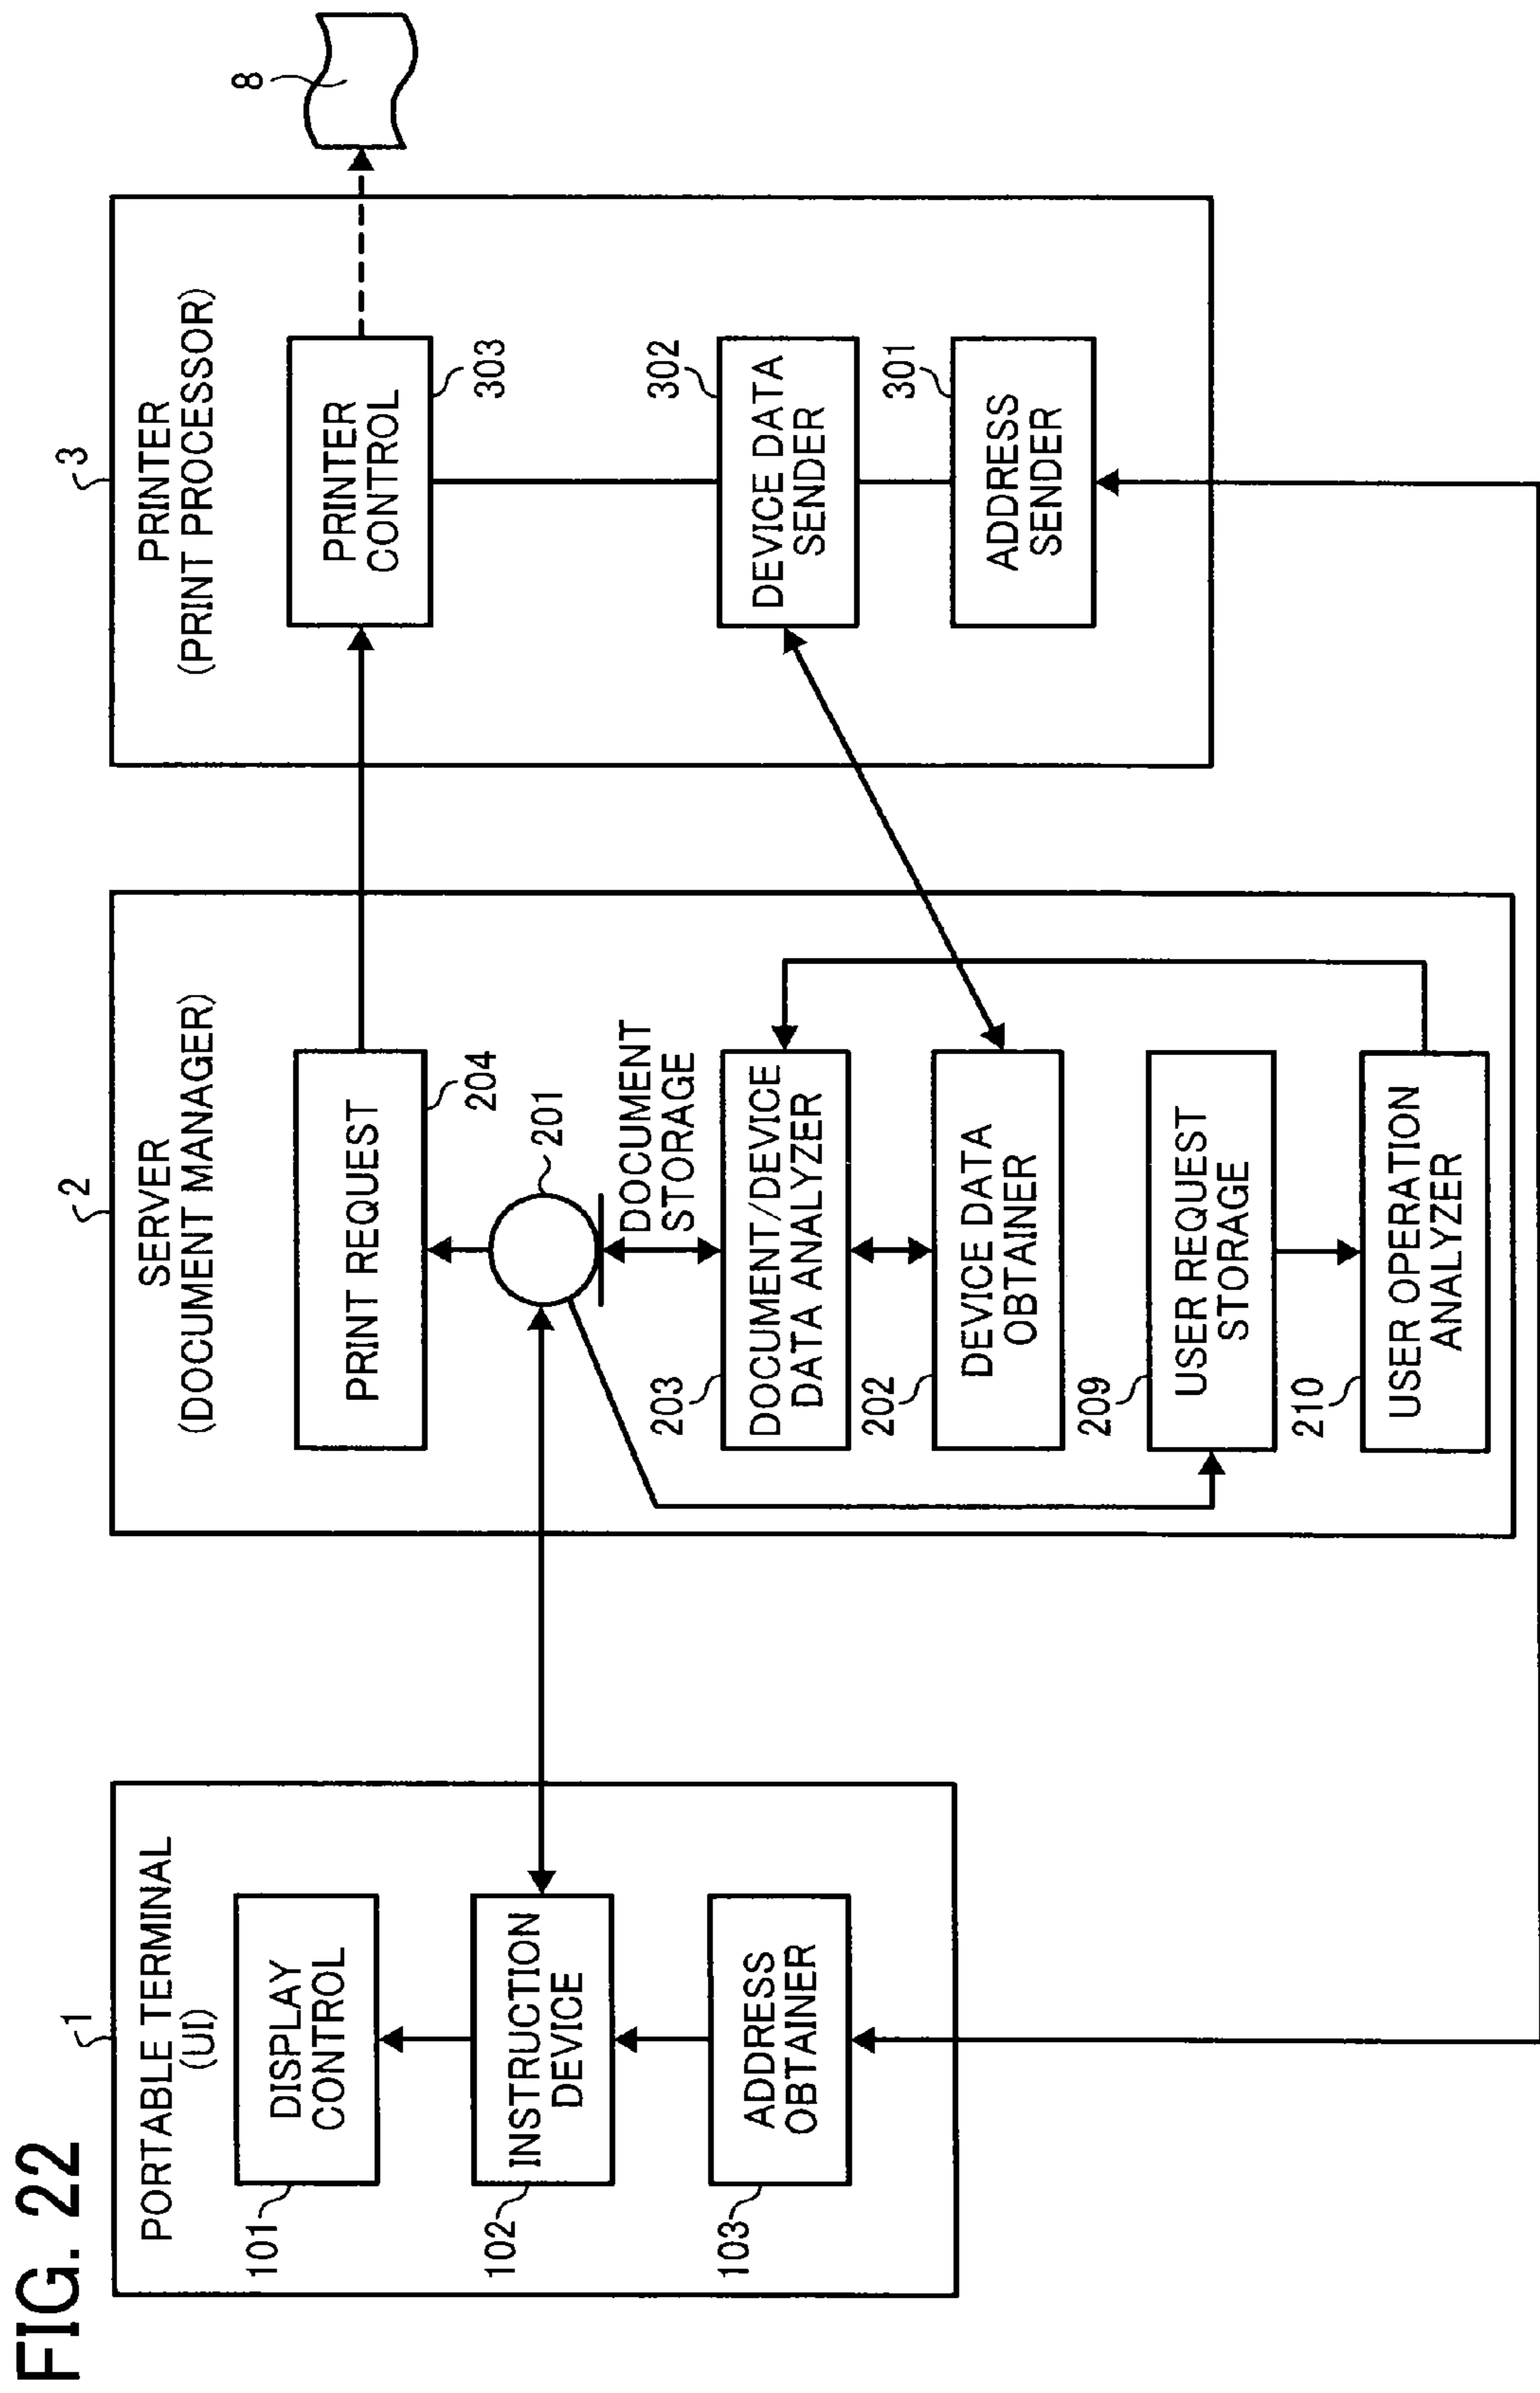 FIG. 22
1
PORTABLE TERMINAL
(UI)
101
DISPLAY
CONTROL
102
INSTRUCTION
DEVICE
103
ADDRESS
OBTAINER
2
SERVER
(DOCUMENT MANAGER)
PRINT REQUEST
204
201
DOCUMENT
STORAGE
203
DOCUMENT/DEVICE
DATA ANALYZER
202
DEVICE DATA
OBTAINER
209
USER REQUEST
STORAGE
210
USER OPERATION
ANALYZER
3
PRINTER
(PRINT PROCESSOR)
PRINTER
CONTROL
303
302
DEVICE DATA
SENDER
301
ADDRESS
SENDER
8